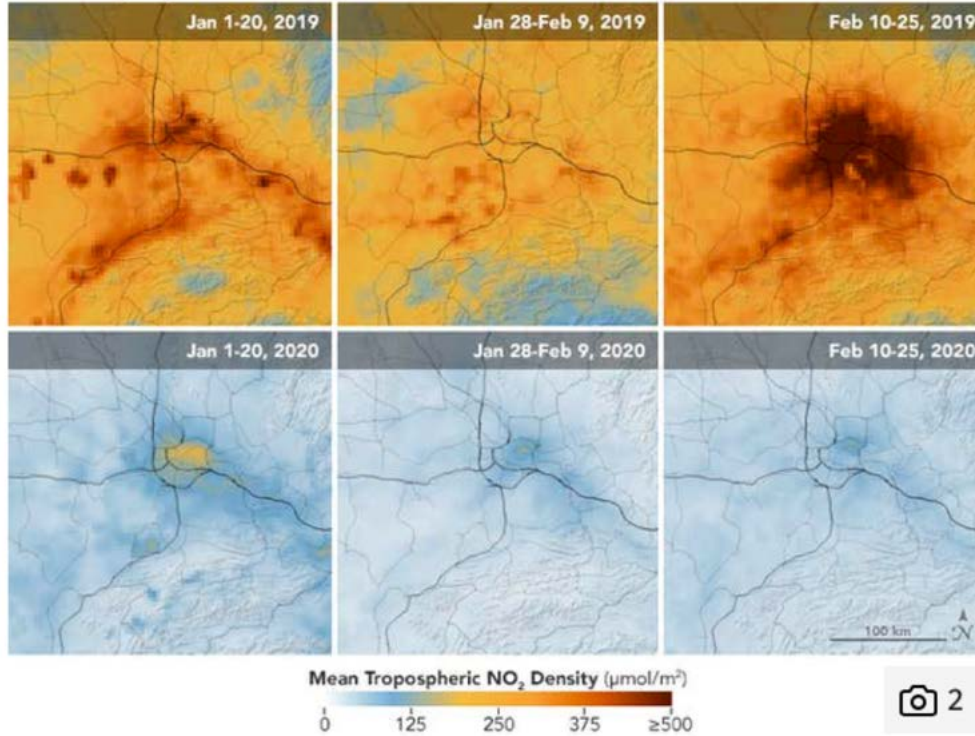 Jan 1-20, 2019
Jan 28-Feb 9, 2019
Feb 10-25, 2019
Jan 1-20, 2020
Jan 28-Feb 9, 2020
Feb 10-25, 2020
100 km
N
Mean Tropospheric NO₂ Density (μmol/m²)
0 125 250 375 ≥500
2